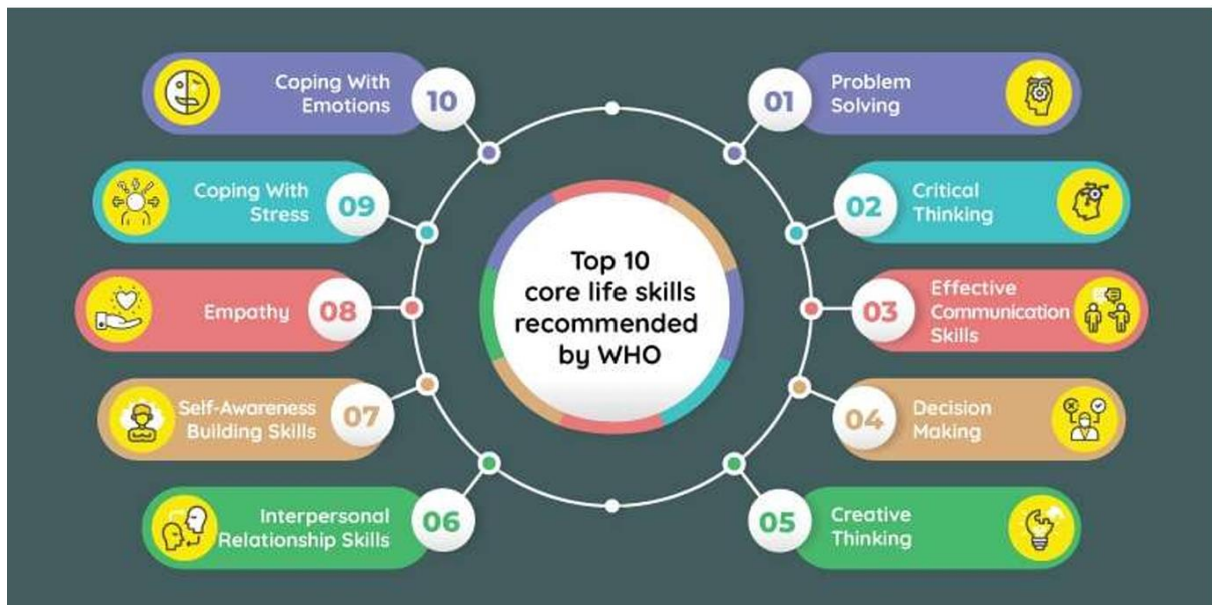 Top 10
core life skills
recommended
by WHO
01
Problem
Solving
02
Critical
Thinking
03
Effective
Communication
Skills
04
Decision
Making
05
Creative
Thinking
06
Interpersonal
Relationship Skills
07
Self-Awareness
Building Skills
08
Empathy
09
Coping With
Stress
10
Coping With
Emotions